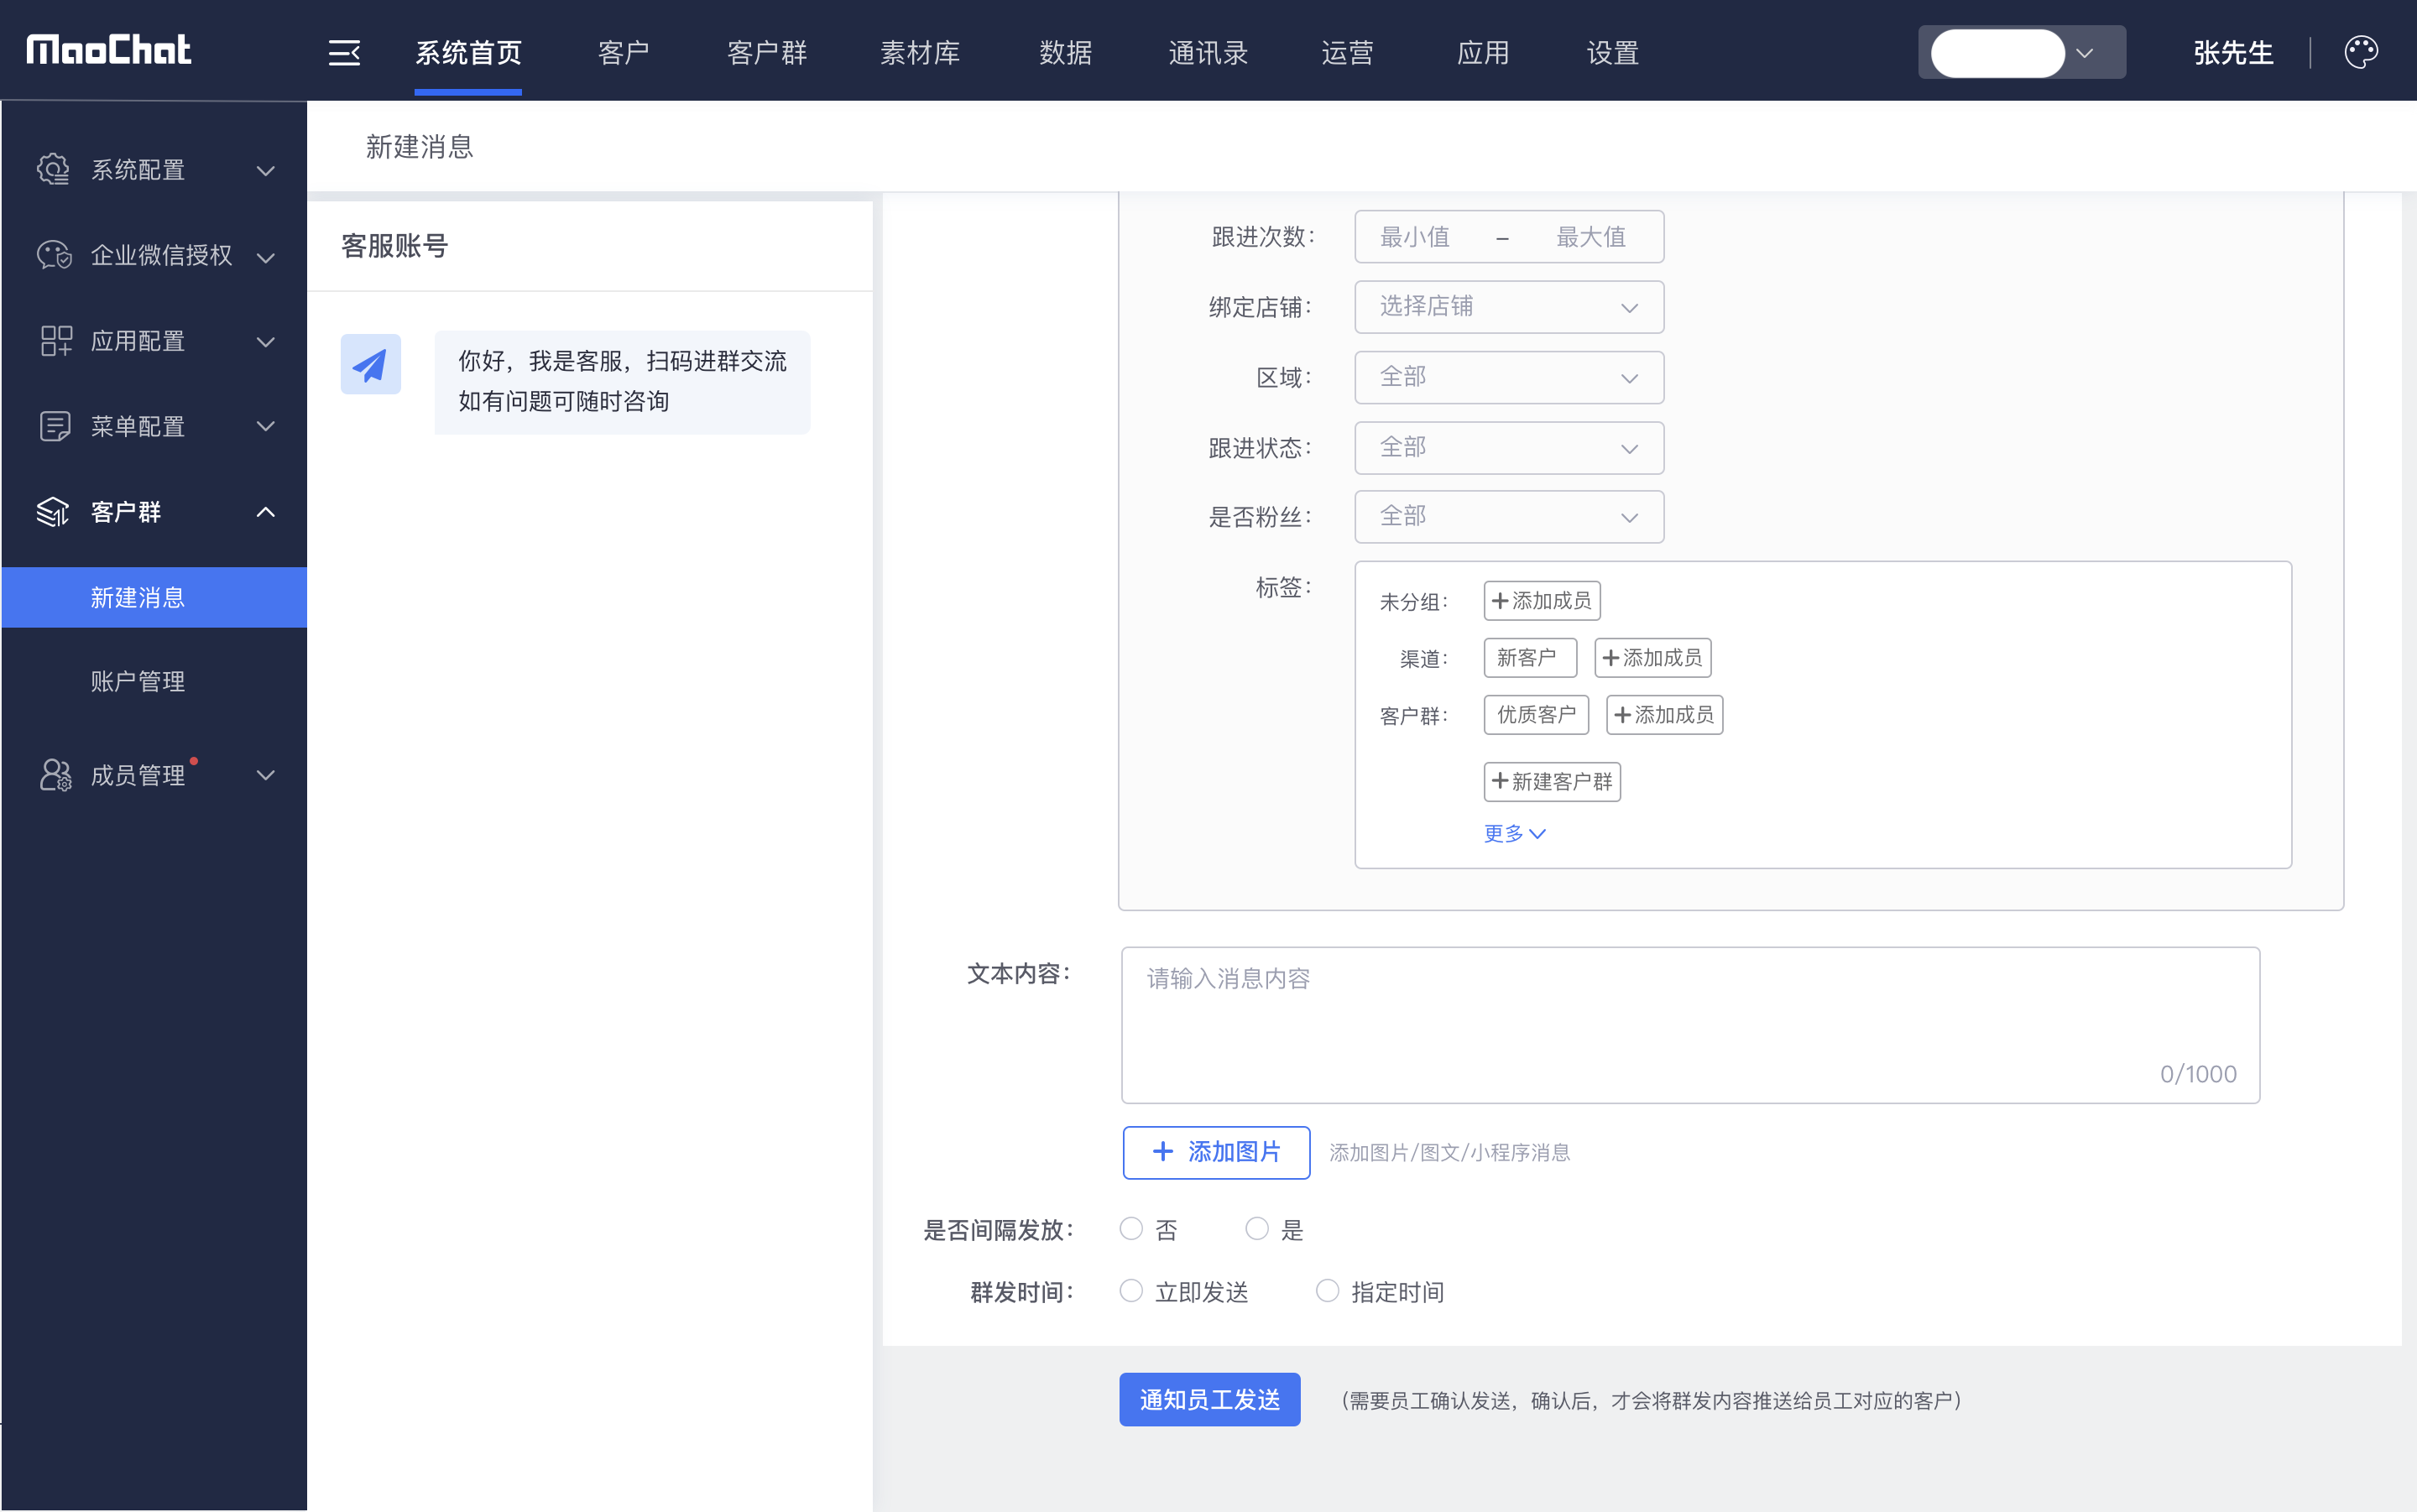 MaoChat
系统首页 客户 客户群 素材库 数据 通讯录 运营 应用 设置 张先生
系统配置
企业微信授权
应用配置
菜单配置
客户群
新建消息
账户管理
成员管理
新建消息
客服账号
你好，我是客服，扫码进群交流
如有问题可随时咨询
跟进次数： 最小值 – 最大值
绑定店铺： 选择店铺
区域： 全部
跟进状态： 全部
是否粉丝： 全部
标签：
未分组： +添加成员
渠道： 新客户 +添加成员
客户群： 优质客户 +添加成员
+新建客户群
更多
文本内容： 请输入消息内容
0/1000
+ 添加图片 添加图片/图文/小程序消息
是否间隔发放： 否 是
群发时间： 立即发送 指定时间
通知员工发送 （需要员工确认发送，确认后，才会将群发内容推送给员工对应的客户）